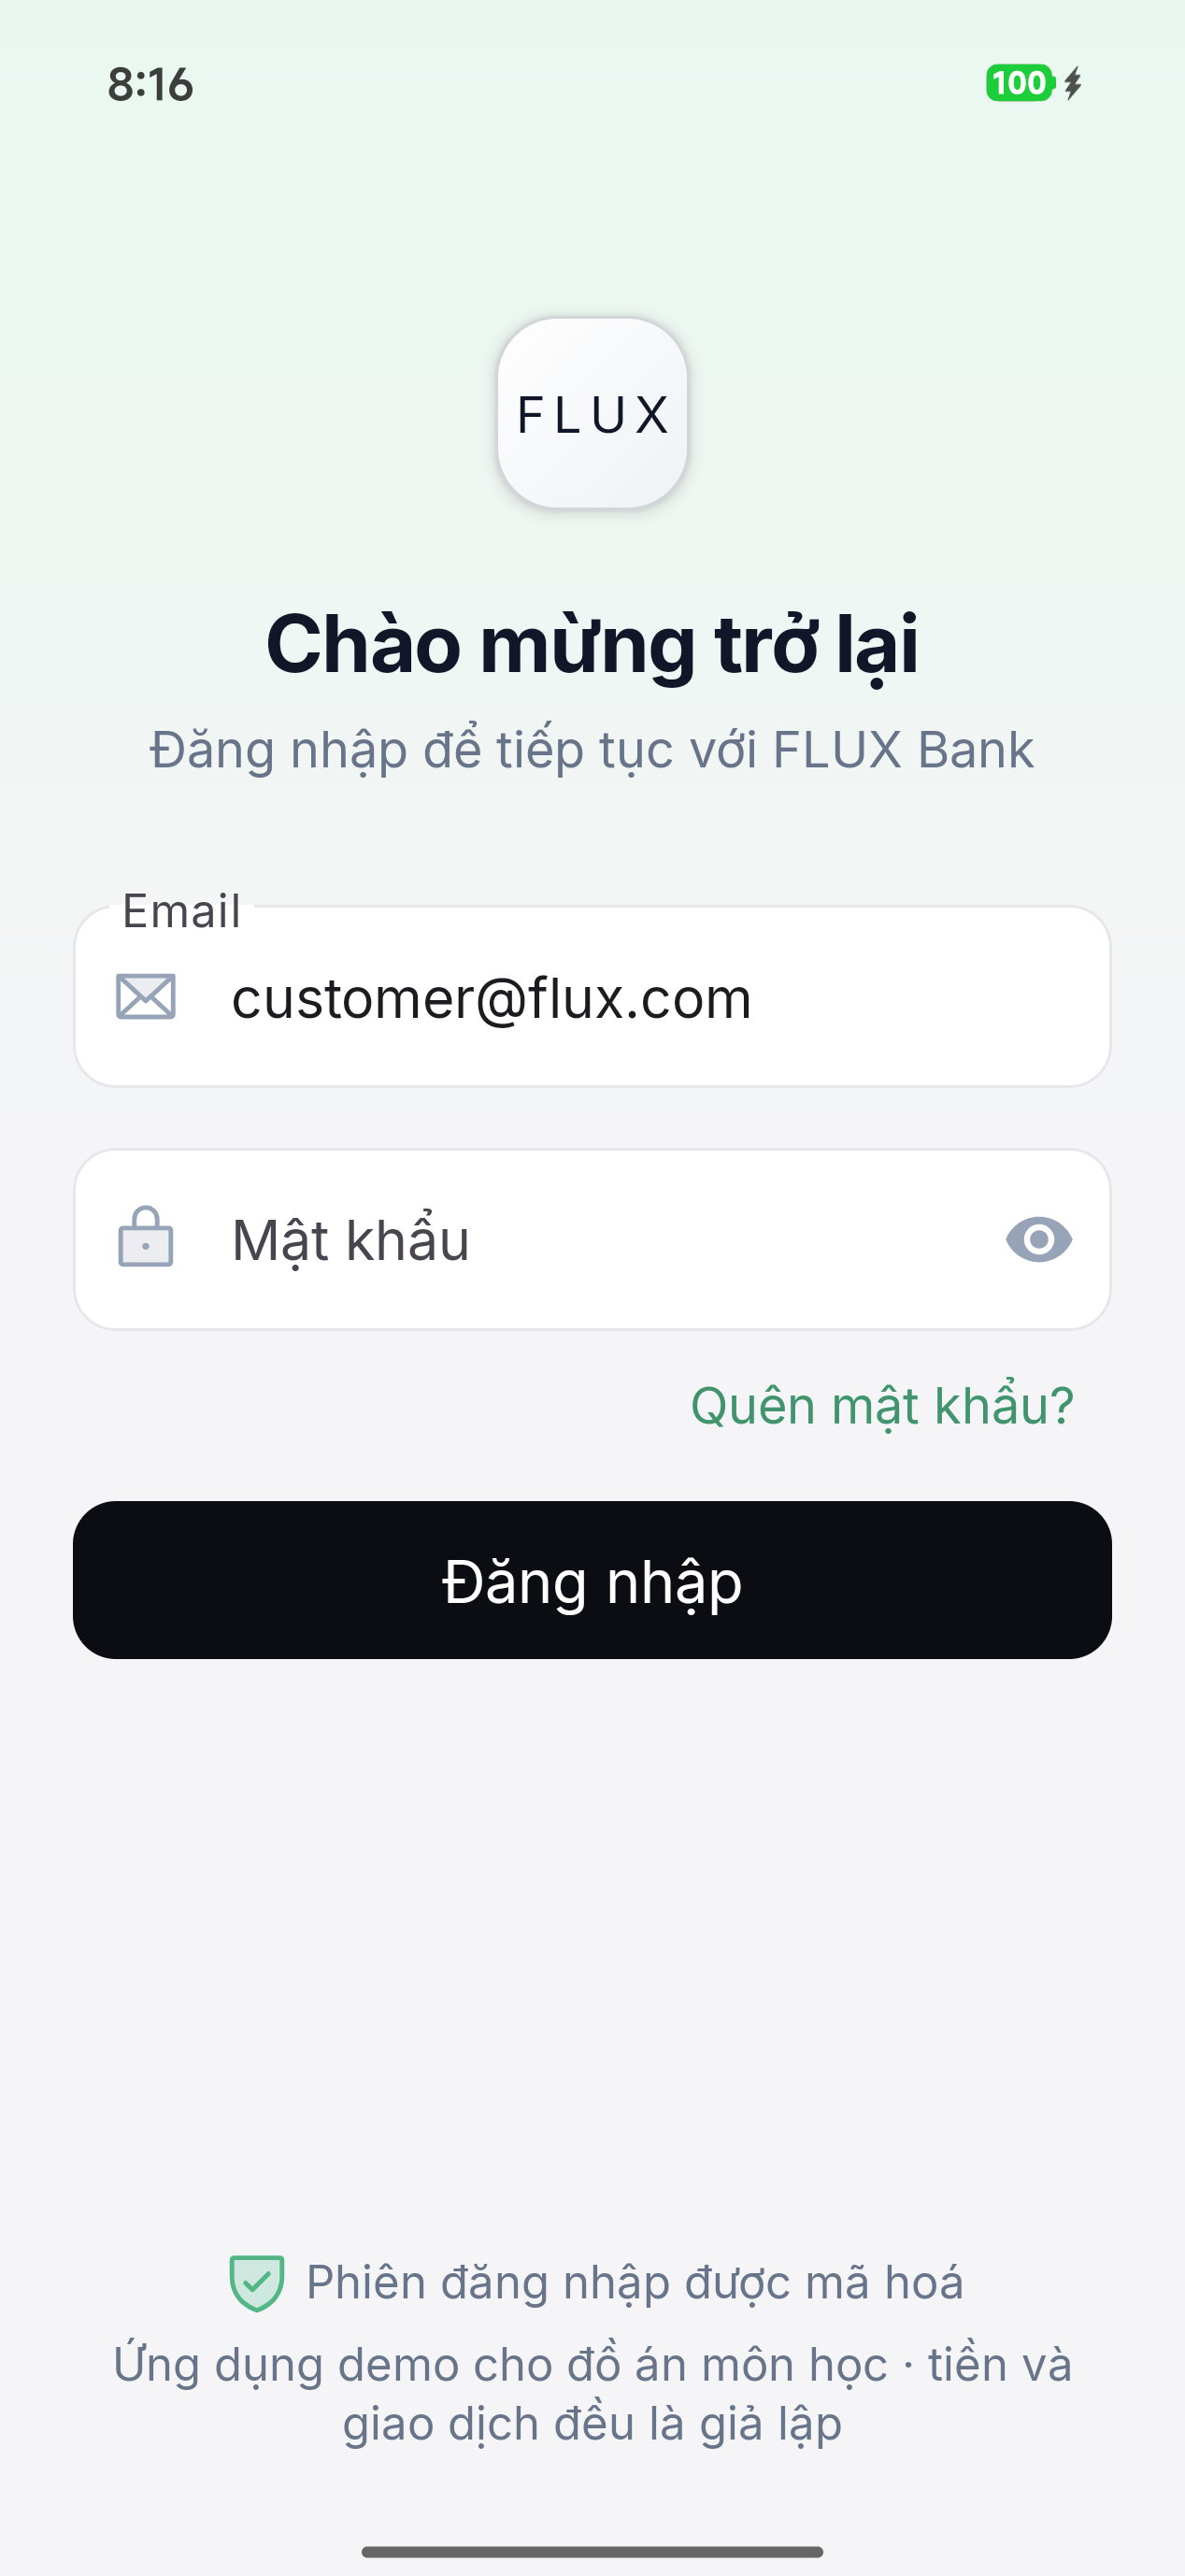 8:16
100
FLUX
Chào mừng trở lại
Đăng nhập để tiếp tục với FLUX Bank
Email
customer@flux.com
Mật khẩu
Quên mật khẩu?
Đăng nhập
Phiên đăng nhập được mã hoá
Ứng dụng demo cho đồ án môn học · tiền và
giao dịch đều là giả lập